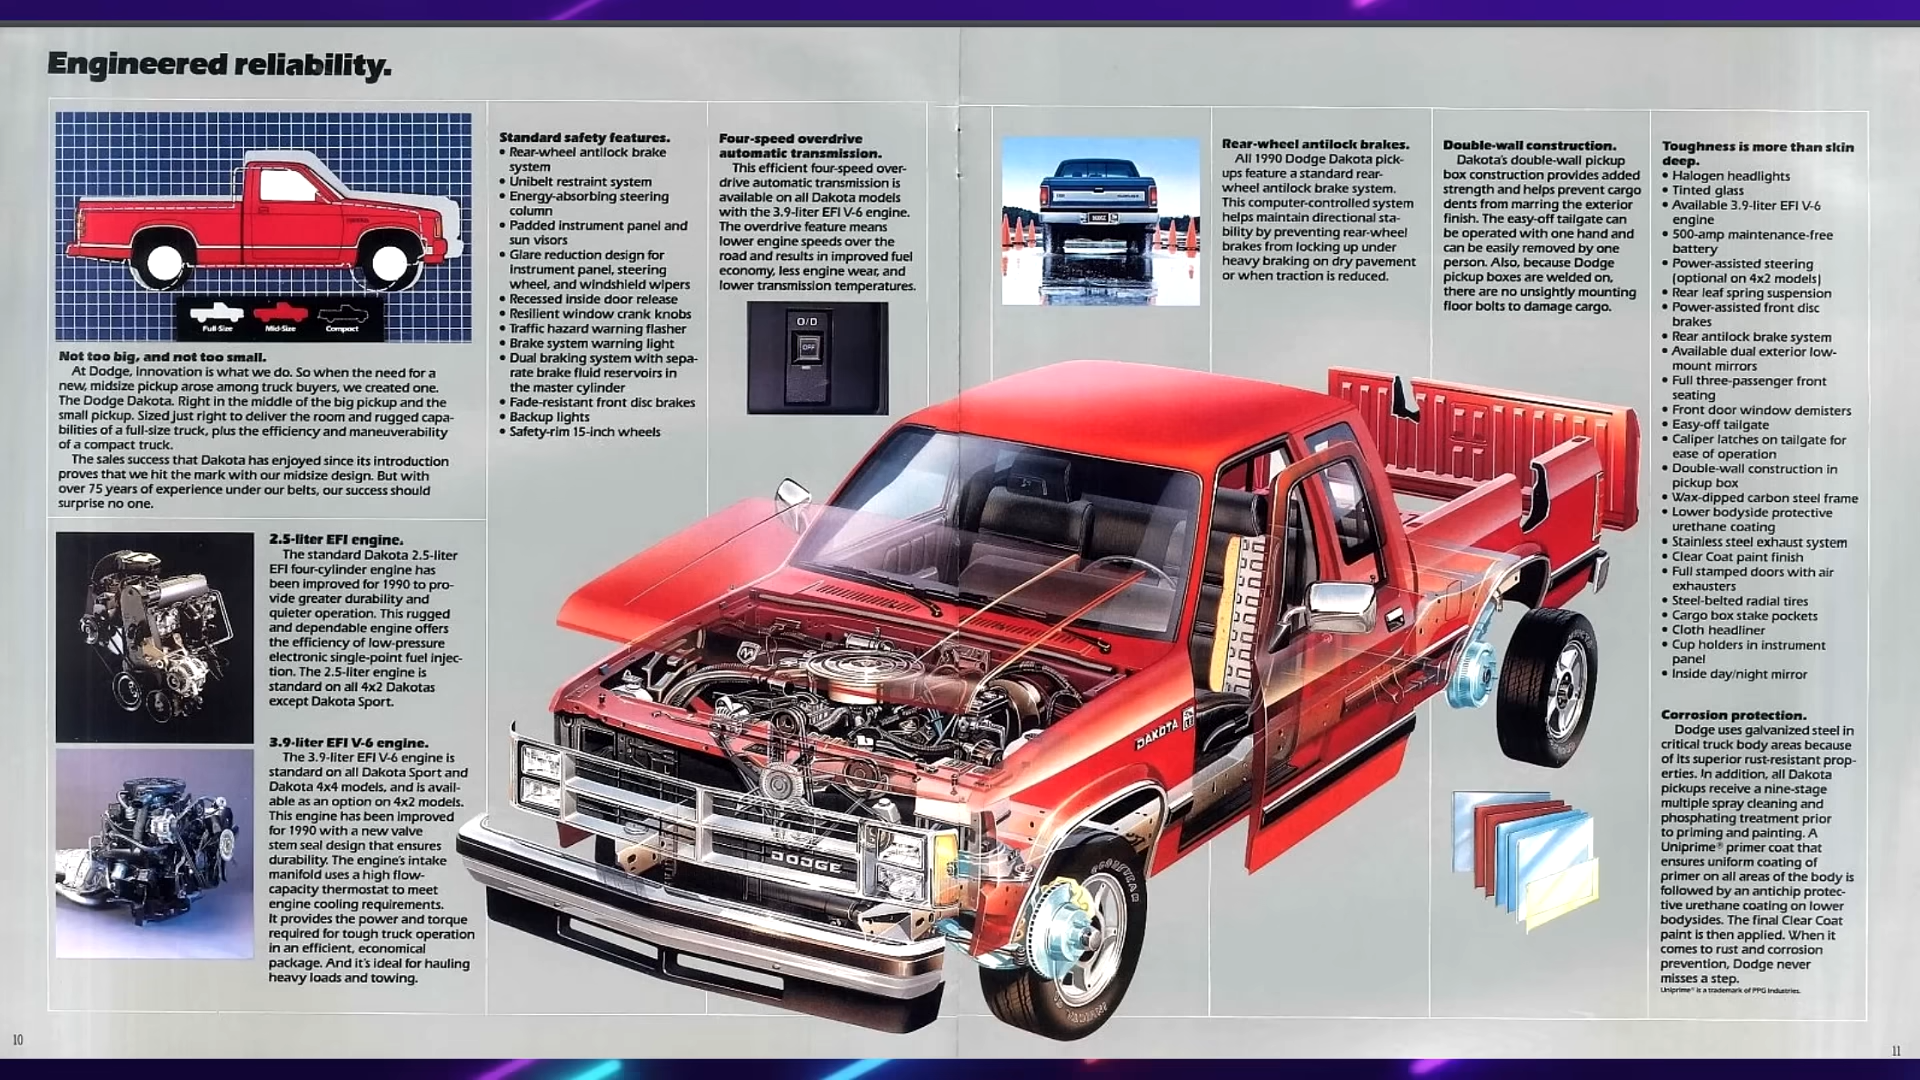 Engineered reliability.
Full-Size
Mid-Size
Compact
Not too big, and not too small.
At Dodge, Innovation is what we do. So when the need for a
new, midsize pickup arose among truck buyers, we created one.
The Dodge Dakota. Right in the middle of the big pickup and the
small pickup. Sized just right to deliver the room and rugged capa-
bilities of a full-size truck, plus the efficiency and maneuverability
of a compact truck.
The sales success that Dakota has enjoyed since its introduction
proves that we hit the mark with our midsize design. But with
over 75 years of experience under our belts, our success should
surprise no one.
2.5-liter EFI engine.
The standard Dakota 2.5-liter
EFI four-cylinder engine has
been improved for 1990 to pro-
vide greater durability and
quieter operation. This rugged
and dependable engine offers
the efficiency of low-pressure
electronic single-point fuel injec-
tion. The 2.5-liter engine is
standard on all 4x2 Dakotas
except Dakota Sport.
3.9-liter EFI V-6 engine.
The 3.9-liter EFI V-6 engine is
standard on all Dakota Sport and
Dakota 4x4 models, and is avail-
able as an option on 4x2 models.
This engine has been improved
for 1990 with a new valve
stem seal design that ensures
durability. The engine's intake
manifold uses a high flow-
capacity thermostat to meet
engine cooling requirements.
It provides the power and torque
required for tough truck operation
in an efficient, economical
package. And it's ideal for hauling
heavy loads and towing.
Standard safety features.
• Rear-wheel antilock brake
system
• Unibelt restraint system
• Energy-absorbing steering
column
• Padded instrument panel and
sun visors
• Glare reduction design for
instrument panel, steering
wheel, and windshield wipers
• Recessed inside door release
• Resilient window crank knobs
• Traffic hazard warning flasher
• Brake system warning light
• Dual braking system with sepa-
rate brake fluid reservoirs in
the master cylinder
• Fade-resistant front disc brakes
• Backup lights
• Safety-rim 15-inch wheels
Four-speed overdrive
automatic transmission.
This efficient four-speed over-
drive automatic transmission is
available on all Dakota models
with the 3.9-liter EFI V-6 engine.
The overdrive feature means
lower engine speeds over the
road and results in improved fuel
economy, less engine wear, and
lower transmission temperatures.
O/D
OFF
Rear-wheel antilock brakes.
All 1990 Dodge Dakota pick-
ups feature a standard rear-
wheel antilock brake system.
This computer-controlled system
helps maintain directional sta-
bility by preventing rear-wheel
brakes from locking up under
heavy braking on dry pavement
or when traction is reduced.
Double-wall construction.
Dakota's double-wall pickup
box construction provides added
strength and helps prevent cargo
dents from marring the exterior
finish. The easy-off tailgate can
be operated with one hand and
can be easily removed by one
person. Also, because Dodge
pickup boxes are welded on,
there are no unsightly mounting
floor bolts to damage cargo.
Toughness is more than skin
deep.
• Halogen headlights
• Tinted glass
• Available 3.9-liter EFI V-6
engine
• 500-amp maintenance-free
battery
• Power-assisted steering
(optional on 4x2 models)
• Rear leaf spring suspension
• Power-assisted front disc
brakes
• Rear antilock brake system
• Available dual exterior low-
mount mirrors
• Full three-passenger front
seating
• Front door window demisters
• Easy-off tailgate
• Caliper latches on tailgate for
ease of operation
• Double-wall construction in
pickup box
• Wax-dipped carbon steel frame
• Lower bodyside protective
urethane coating
• Stainless steel exhaust system
• Clear Coat paint finish
• Full stamped doors with air
exhausters
• Steel-belted radial tires
• Cargo box stake pockets
• Cloth headliner
• Cup holders in instrument
panel
• Inside day/night mirror
Corrosion protection.
Dodge uses galvanized steel in
critical truck body areas because
of its superior rust-resistant prop-
erties. In addition, all Dakota
pickups receive a nine-stage
multiple spray cleaning and
phosphating treatment prior
to priming and painting. A
Uniprime® primer coat that
ensures uniform coating of
primer on all areas of the body is
followed by an antichip protec-
tive urethane coating on lower
bodysides. The final Clear Coat
paint is then applied. When it
comes to rust and corrosion
prevention, Dodge never
misses a step.
Uniprime® is a trademark of PPG Industries.
DAKOTA
DODGE
GOODYEAR
10
11